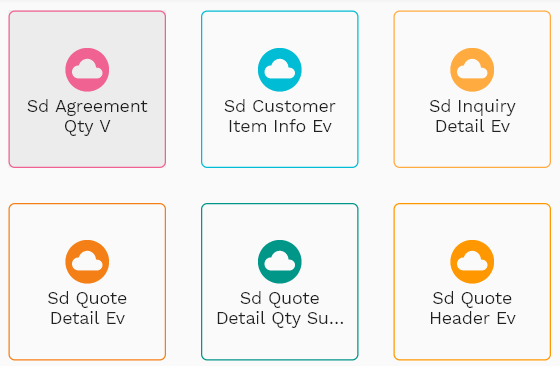 Sd Agreement
Qty V
Sd Customer
Item Info Ev
Sd Inquiry
Detail Ev
Sd Quote
Detail Ev
Sd Quote
Detail Qty Su...
Sd Quote
Header Ev